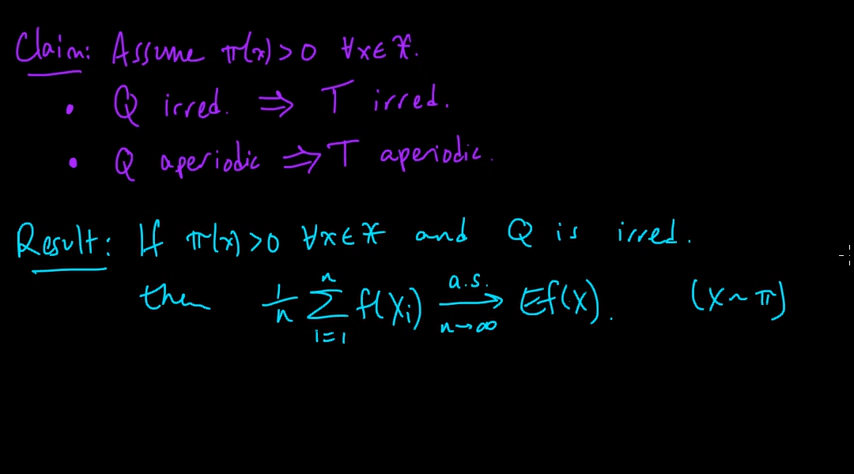 Claim: Assume π(x) > 0 ∀x∈𝒳.
• Q irred. ⇒ T irred.
• Q aperiodic ⇒ T aperiodic.
Result: If π(x) > 0 ∀x∈𝒳 and Q is irred.
then 1/n ∑_{i=1}^{n} f(X_i) →^{a.s.}_{n→∞} 𝔼f(X). (X ~ π)